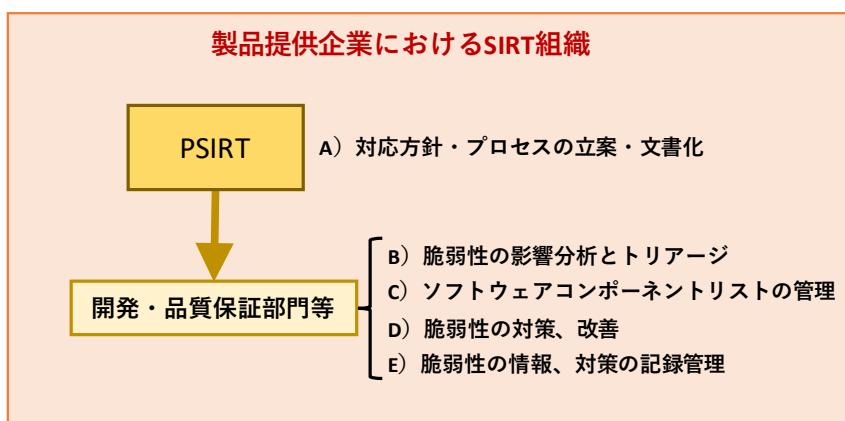 製品提供企業におけるSIRT組織
PSIRT
A）対応方針・プロセスの立案・文書化
開発・品質保証部門等
B）脆弱性の影響分析とトリアージ
C）ソフトウェアコンポーネントリストの管理
D）脆弱性の対策、改善
E）脆弱性の情報、対策の記録管理